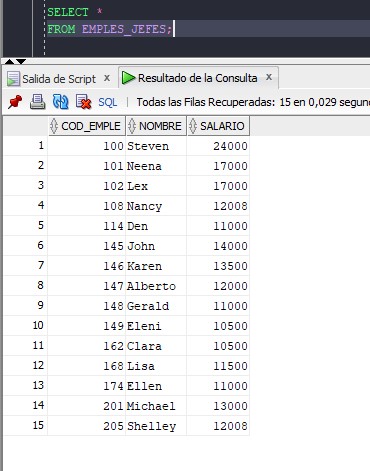 SELECT *
FROM EMPLES_JEFES;
Salida de Script x Resultado de la Consulta x
SQL | Todas las Filas Recuperadas: 15 en 0,029 segun
COD_EMPLE NOMBRE SALARIO
1 100 Steven 24000
2 101 Neena 17000
3 102 Lex 17000
4 108 Nancy 12008
5 114 Den 11000
6 145 John 14000
7 146 Karen 13500
8 147 Alberto 12000
9 148 Gerald 11000
10 149 Eleni 10500
11 162 Clara 10500
12 168 Lisa 11500
13 174 Ellen 11000
14 201 Michael 13000
15 205 Shelley 12008